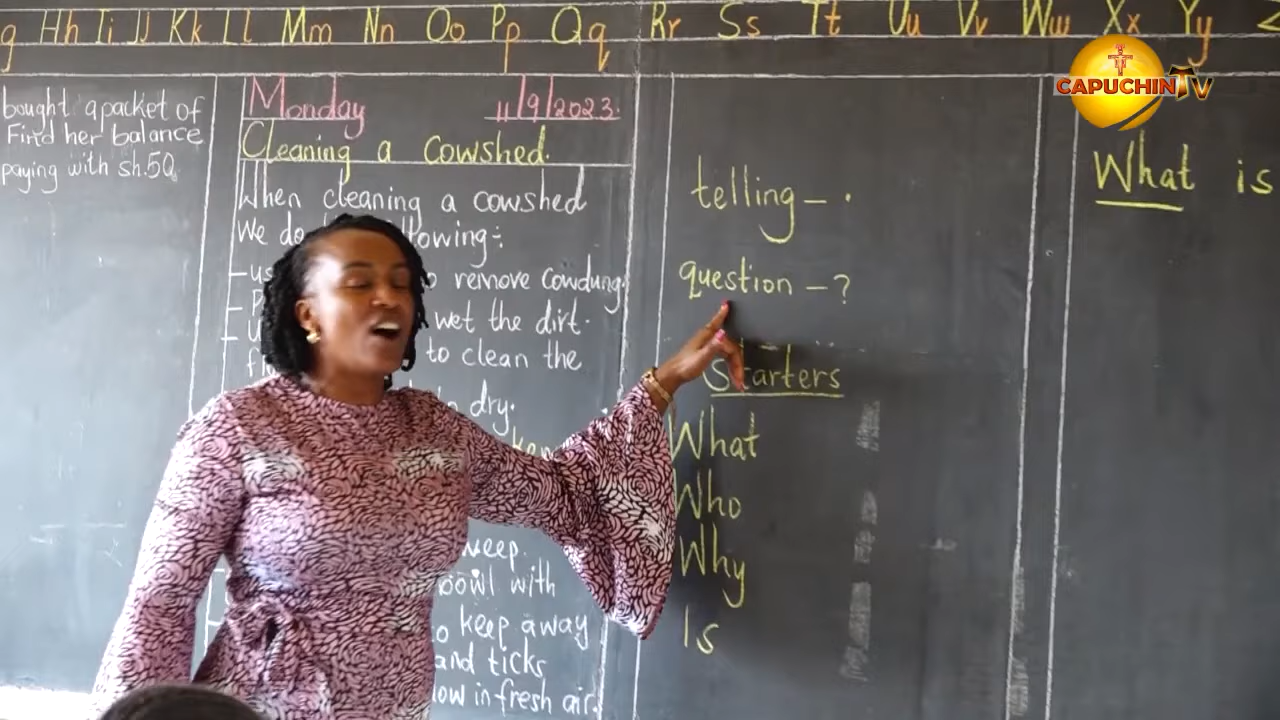 g Hh Ii Jj Kk Ll Mm Nn Oo Pp Qq Rr Ss Tt Uu Vv Ww Xx Yy
CAPUCHIN TV
bought a packet of
Find her balance
paying with sh.50.
Monday 11/9/2023.
Cleaning a cowshed.
When cleaning a cowshed
We do
- us to remove cowdung.
wet the dirt.
to clean the
dry.
keep away
and ticks
in fresh air.
bowl with
telling - .
question - ?
Starters
What
Who
Why
Is
What is